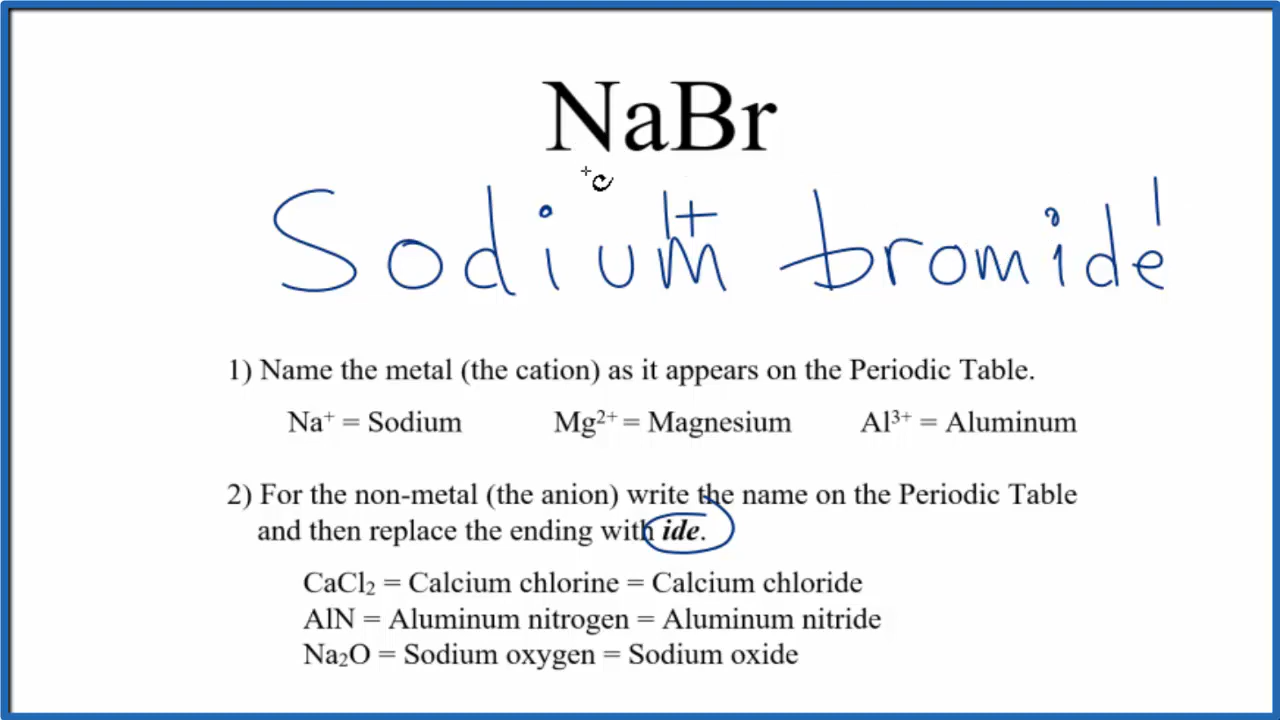 NaBr
Sodium 1+ bromide 1
1) Name the metal (the cation) as it appears on the Periodic Table.
Na⁺ = Sodium Mg²⁺ = Magnesium Al³⁺ = Aluminum
2) For the non-metal (the anion) write the name on the Periodic Table
and then replace the ending with ide.
CaCl₂ = Calcium chlorine = Calcium chloride
AlN = Aluminum nitrogen = Aluminum nitride
Na₂O = Sodium oxygen = Sodium oxide